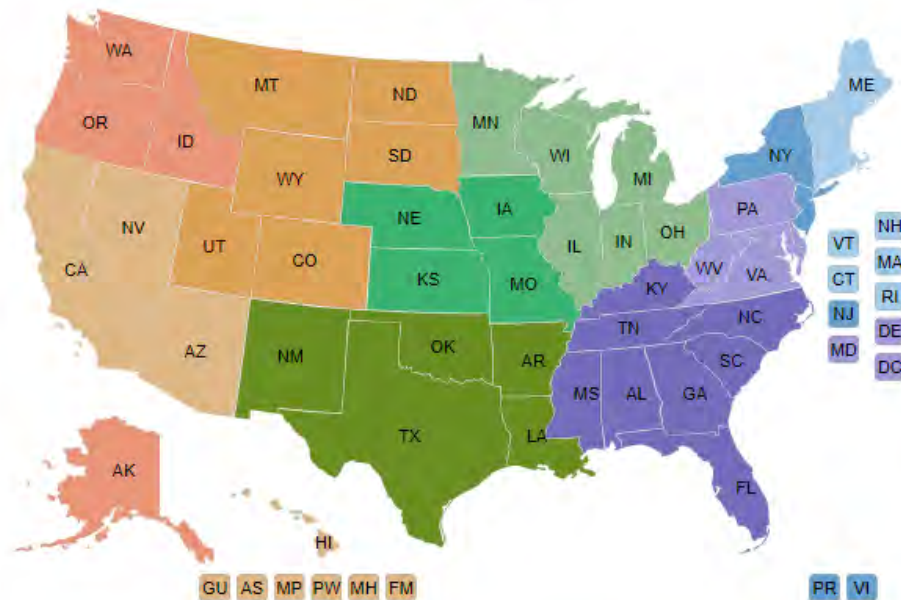 WA
MT
ND
MN
ME
OR
ID
SD
WI
NY
WY
MI
NE
IA
PA
NV
UT
CO
IL
IN
OH
NH
VT
MA
CA
KS
MO
WV
VA
CT
RI
KY
NJ
DE
AZ
NM
OK
AR
TN
NC
MD
DC
SC
TX
LA
MS
AL
GA
AK
FL
HI
GU AS MP PW MH FM
PR VI